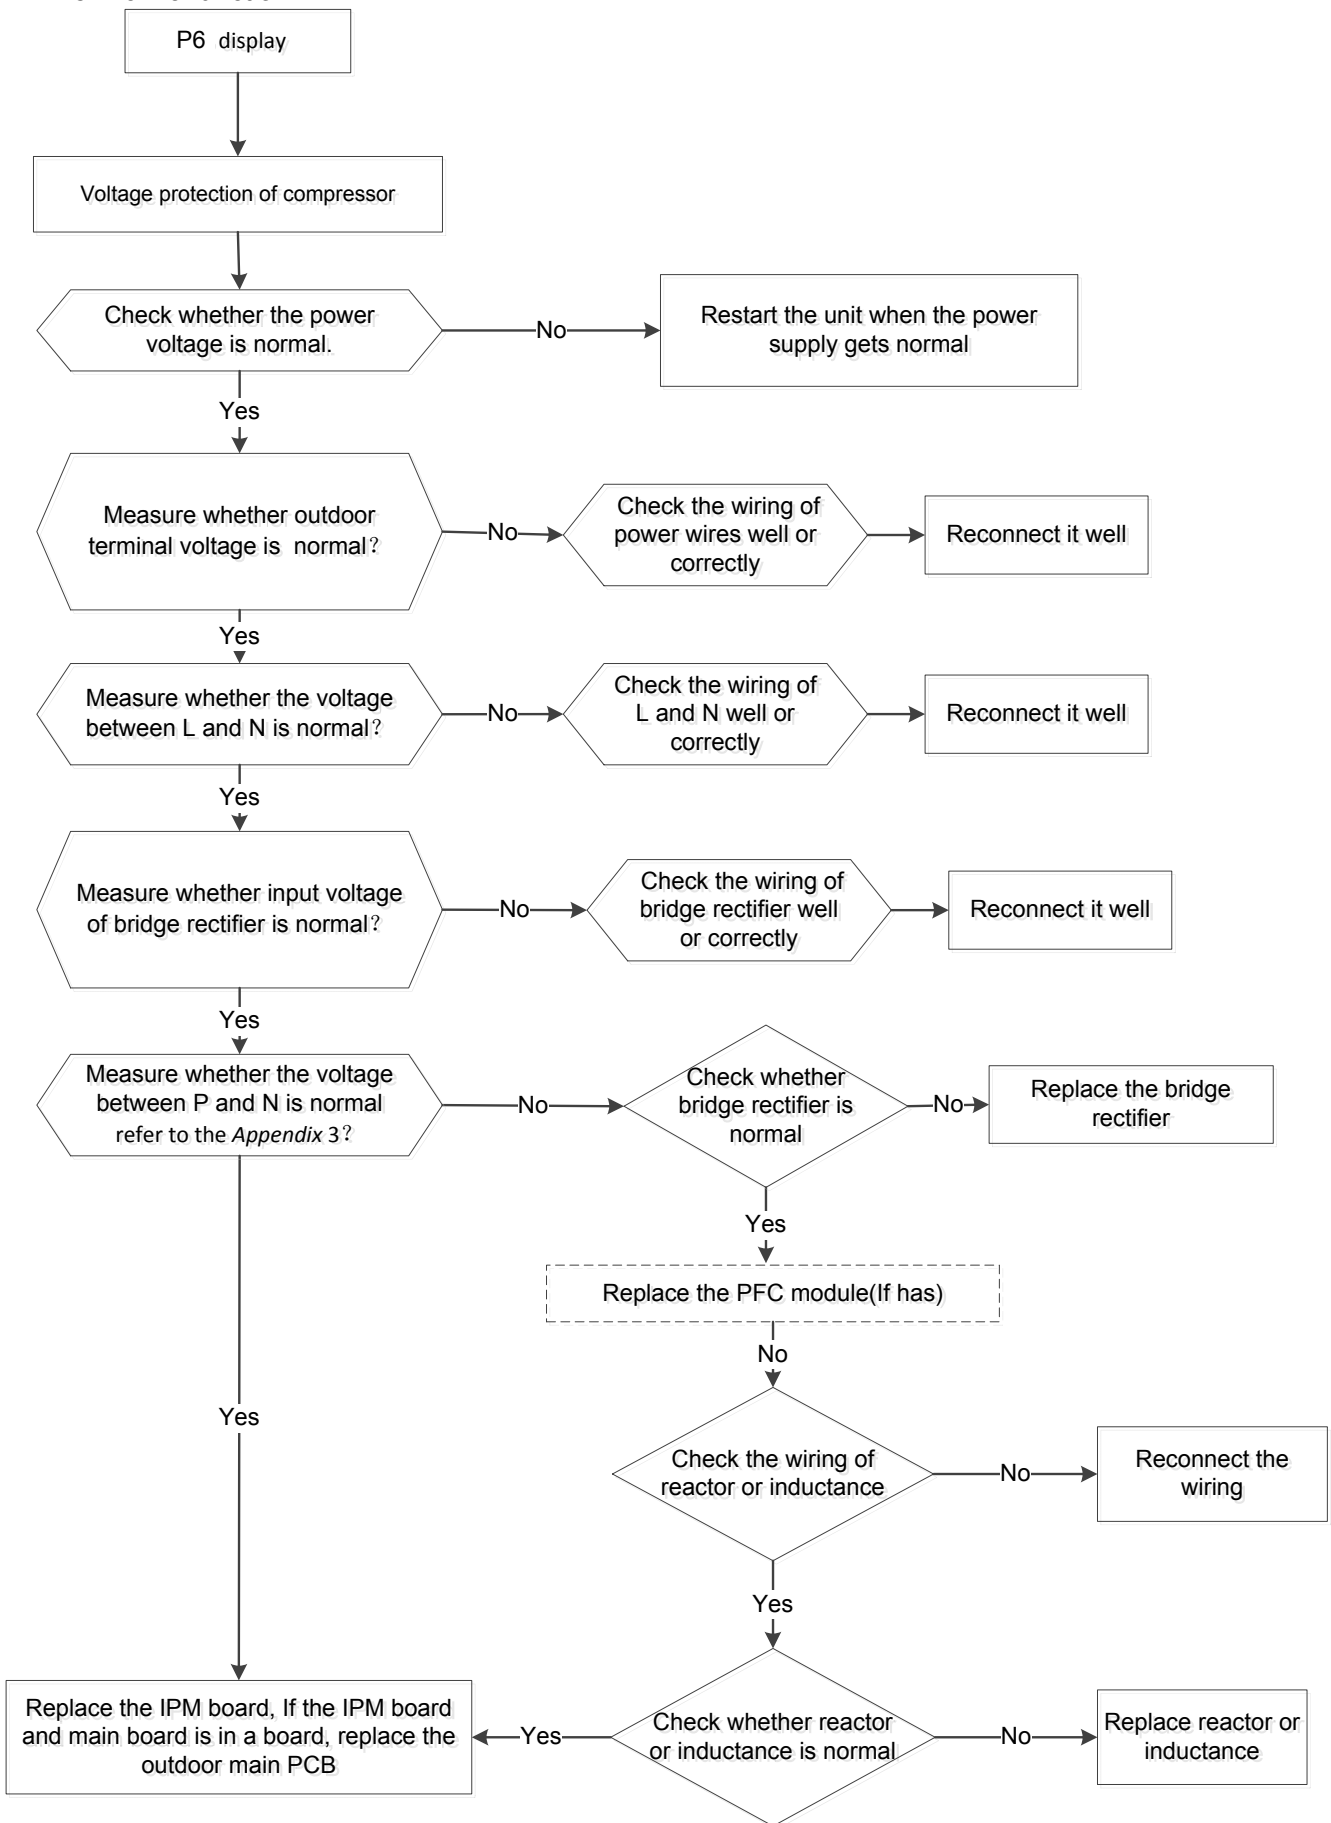 P6 display
Voltage protection of compressor
Check whether the power
voltage is normal.
No
Restart the unit when the power
supply gets normal
Yes
Measure whether outdoor
terminal voltage is normal?
No
Check the wiring of
power wires well or
correctly
Reconnect it well
Yes
Measure whether the voltage
between L and N is normal?
No
Check the wiring of
L and N well or
correctly
Reconnect it well
Yes
Measure whether input voltage
of bridge rectifier is normal?
No
Check the wiring of
bridge rectifier well
or correctly
Reconnect it well
Yes
Measure whether the voltage
between P and N is normal
refer to the Appendix 3?
No
Check whether
bridge rectifier is
normal
No
Replace the bridge
rectifier
Yes
Replace the PFC module(If has)
No
Yes
Check the wiring of
reactor or inductance
No
Reconnect the
wiring
Yes
Replace the IPM board, If the IPM board
and main board is in a board, replace the
outdoor main PCB
Yes
Check whether reactor
or inductance is normal
No
Replace reactor or
inductance